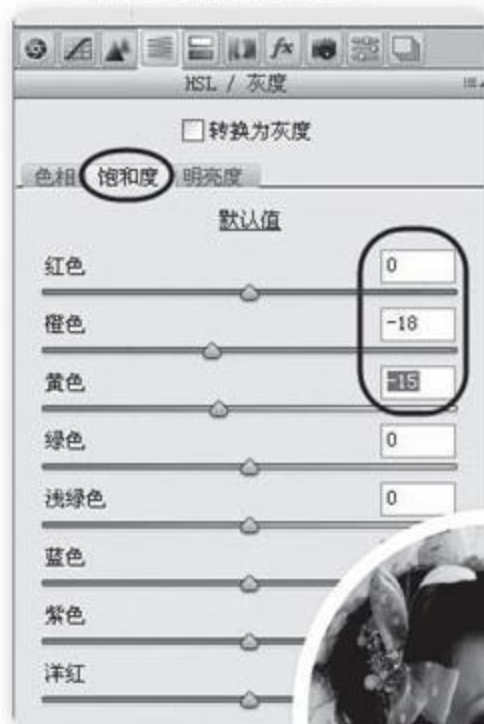 HSL / 灰度
转换为灰度
色相 饱和度 明亮度
默认值
红色 0
橙色 -18
黄色 -15
绿色 0
浅绿色 0
蓝色
紫色
洋红